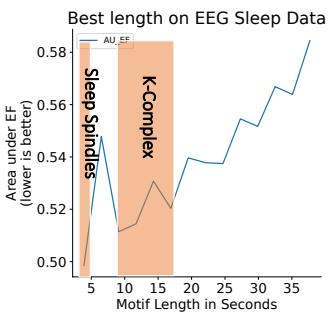 Best length on EEG Sleep Data
AU_EF
Sleep Spindles
K-Complex
Area under EF
(lower is better)
0.58
0.56
0.54
0.52
0.50
5 10 15 20 25 30 35
Motif Length in Seconds